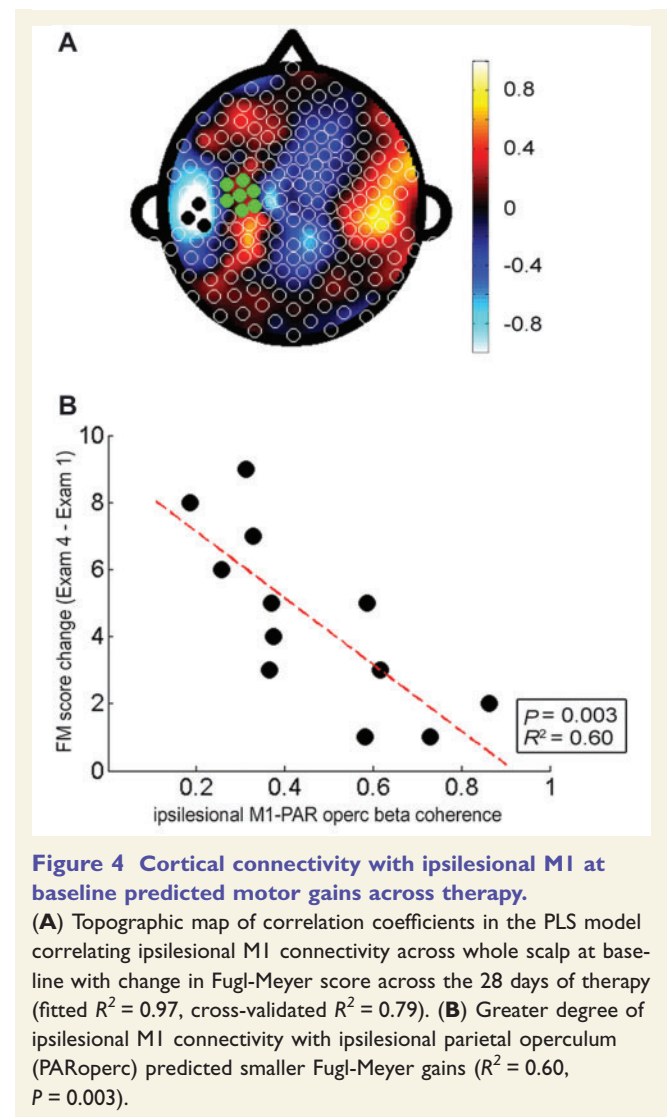 A
0.8
0.4
0
-0.4
-0.8
B
FM score change (Exam 4 - Exam 1)
10
8
6
4
2
0
P = 0.003
R² = 0.60
0.2 0.4 0.6 0.8 1
ipsilesional M1-PAR operc beta coherence
Figure 4 Cortical connectivity with ipsilesional M1 at
baseline predicted motor gains across therapy.
(A) Topographic map of correlation coefficients in the PLS model
correlating ipsilesional M1 connectivity across whole scalp at base-
line with change in Fugl-Meyer score across the 28 days of therapy
(fitted R² = 0.97, cross-validated R² = 0.79). (B) Greater degree of
ipsilesional M1 connectivity with ipsilesional parietal operculum
(PARoperc) predicted smaller Fugl-Meyer gains (R² = 0.60,
P = 0.003).